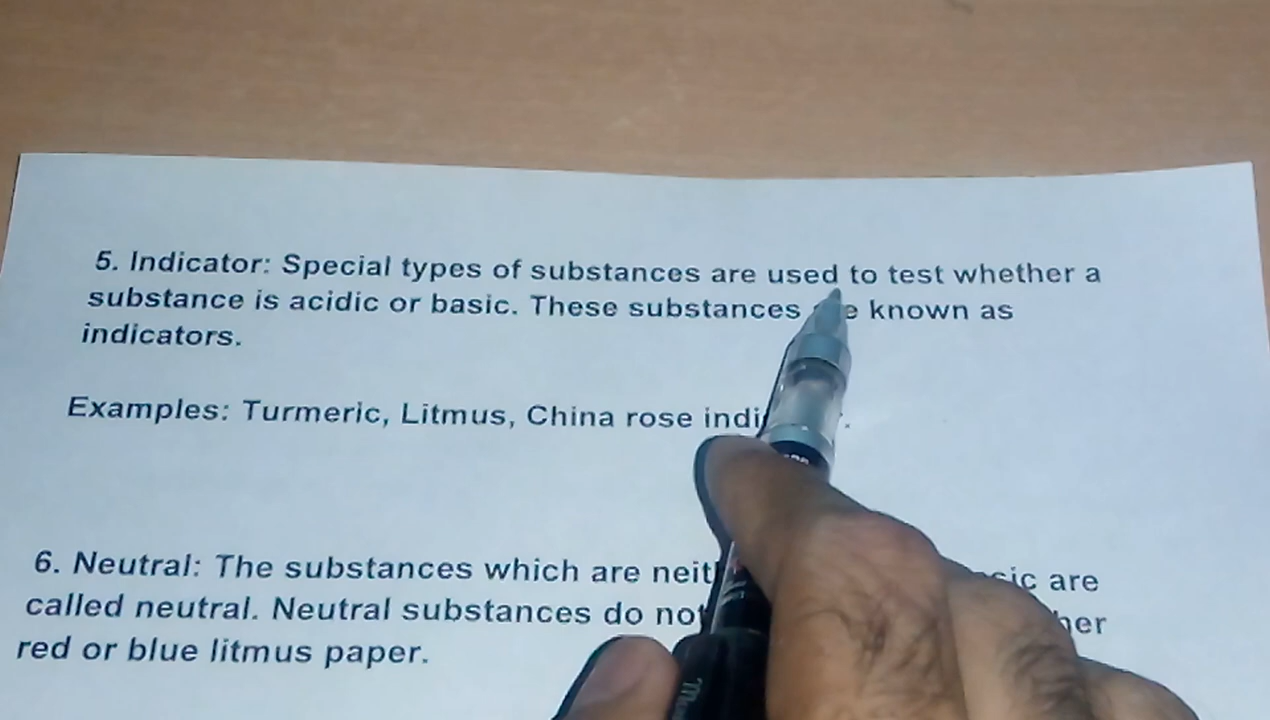 5. Indicator: Special types of substances are used to test whether a
substance is acidic or basic. These substances known as
indicators.
Examples: Turmeric, Litmus, China rose
6. Neutral: The substances which are are
called neutral. Neutral substances do
red or blue litmus paper.